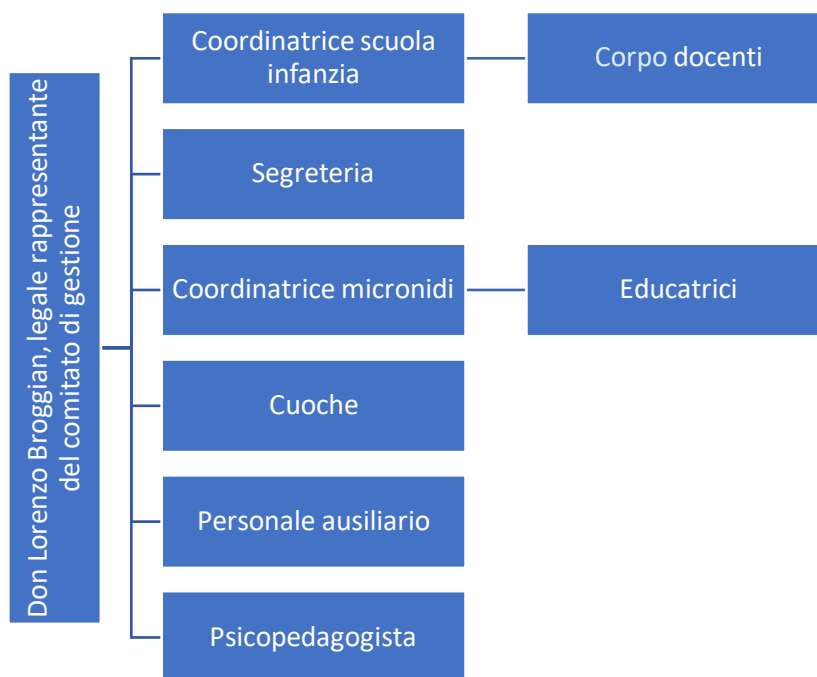 Don Lorenzo Broggian, legale rappresentante
del comitato di gestione
Coordinatrice scuola
infanzia
Corpo docenti
Segreteria
Coordinatrice micronidi
Educatrici
Cuoche
Personale ausiliario
Psicopedagogista